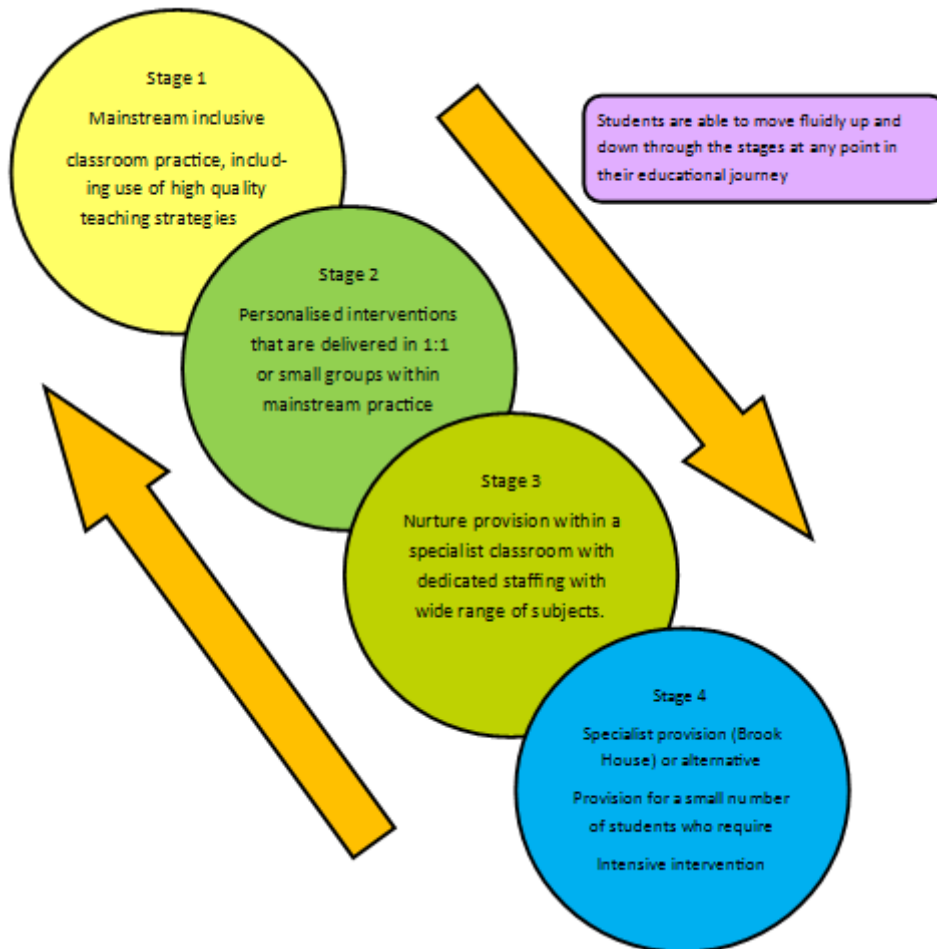 Stage 1
Mainstream inclusive
classroom practice, includ-
ing use of high quality
teaching strategies
Students are able to move fluidly up and
down through the stages at any point in
their educational journey
Stage 2
Personalised interventions
that are delivered in 1:1
or small groups within
mainstream practice
Stage 3
Nurture provision within a
specialist classroom with
dedicated staffing with
wide range of subjects.
Stage 4
Specialist provision (Brook
House) or alternative
Provision for a small number
of students who require
Intensive intervention